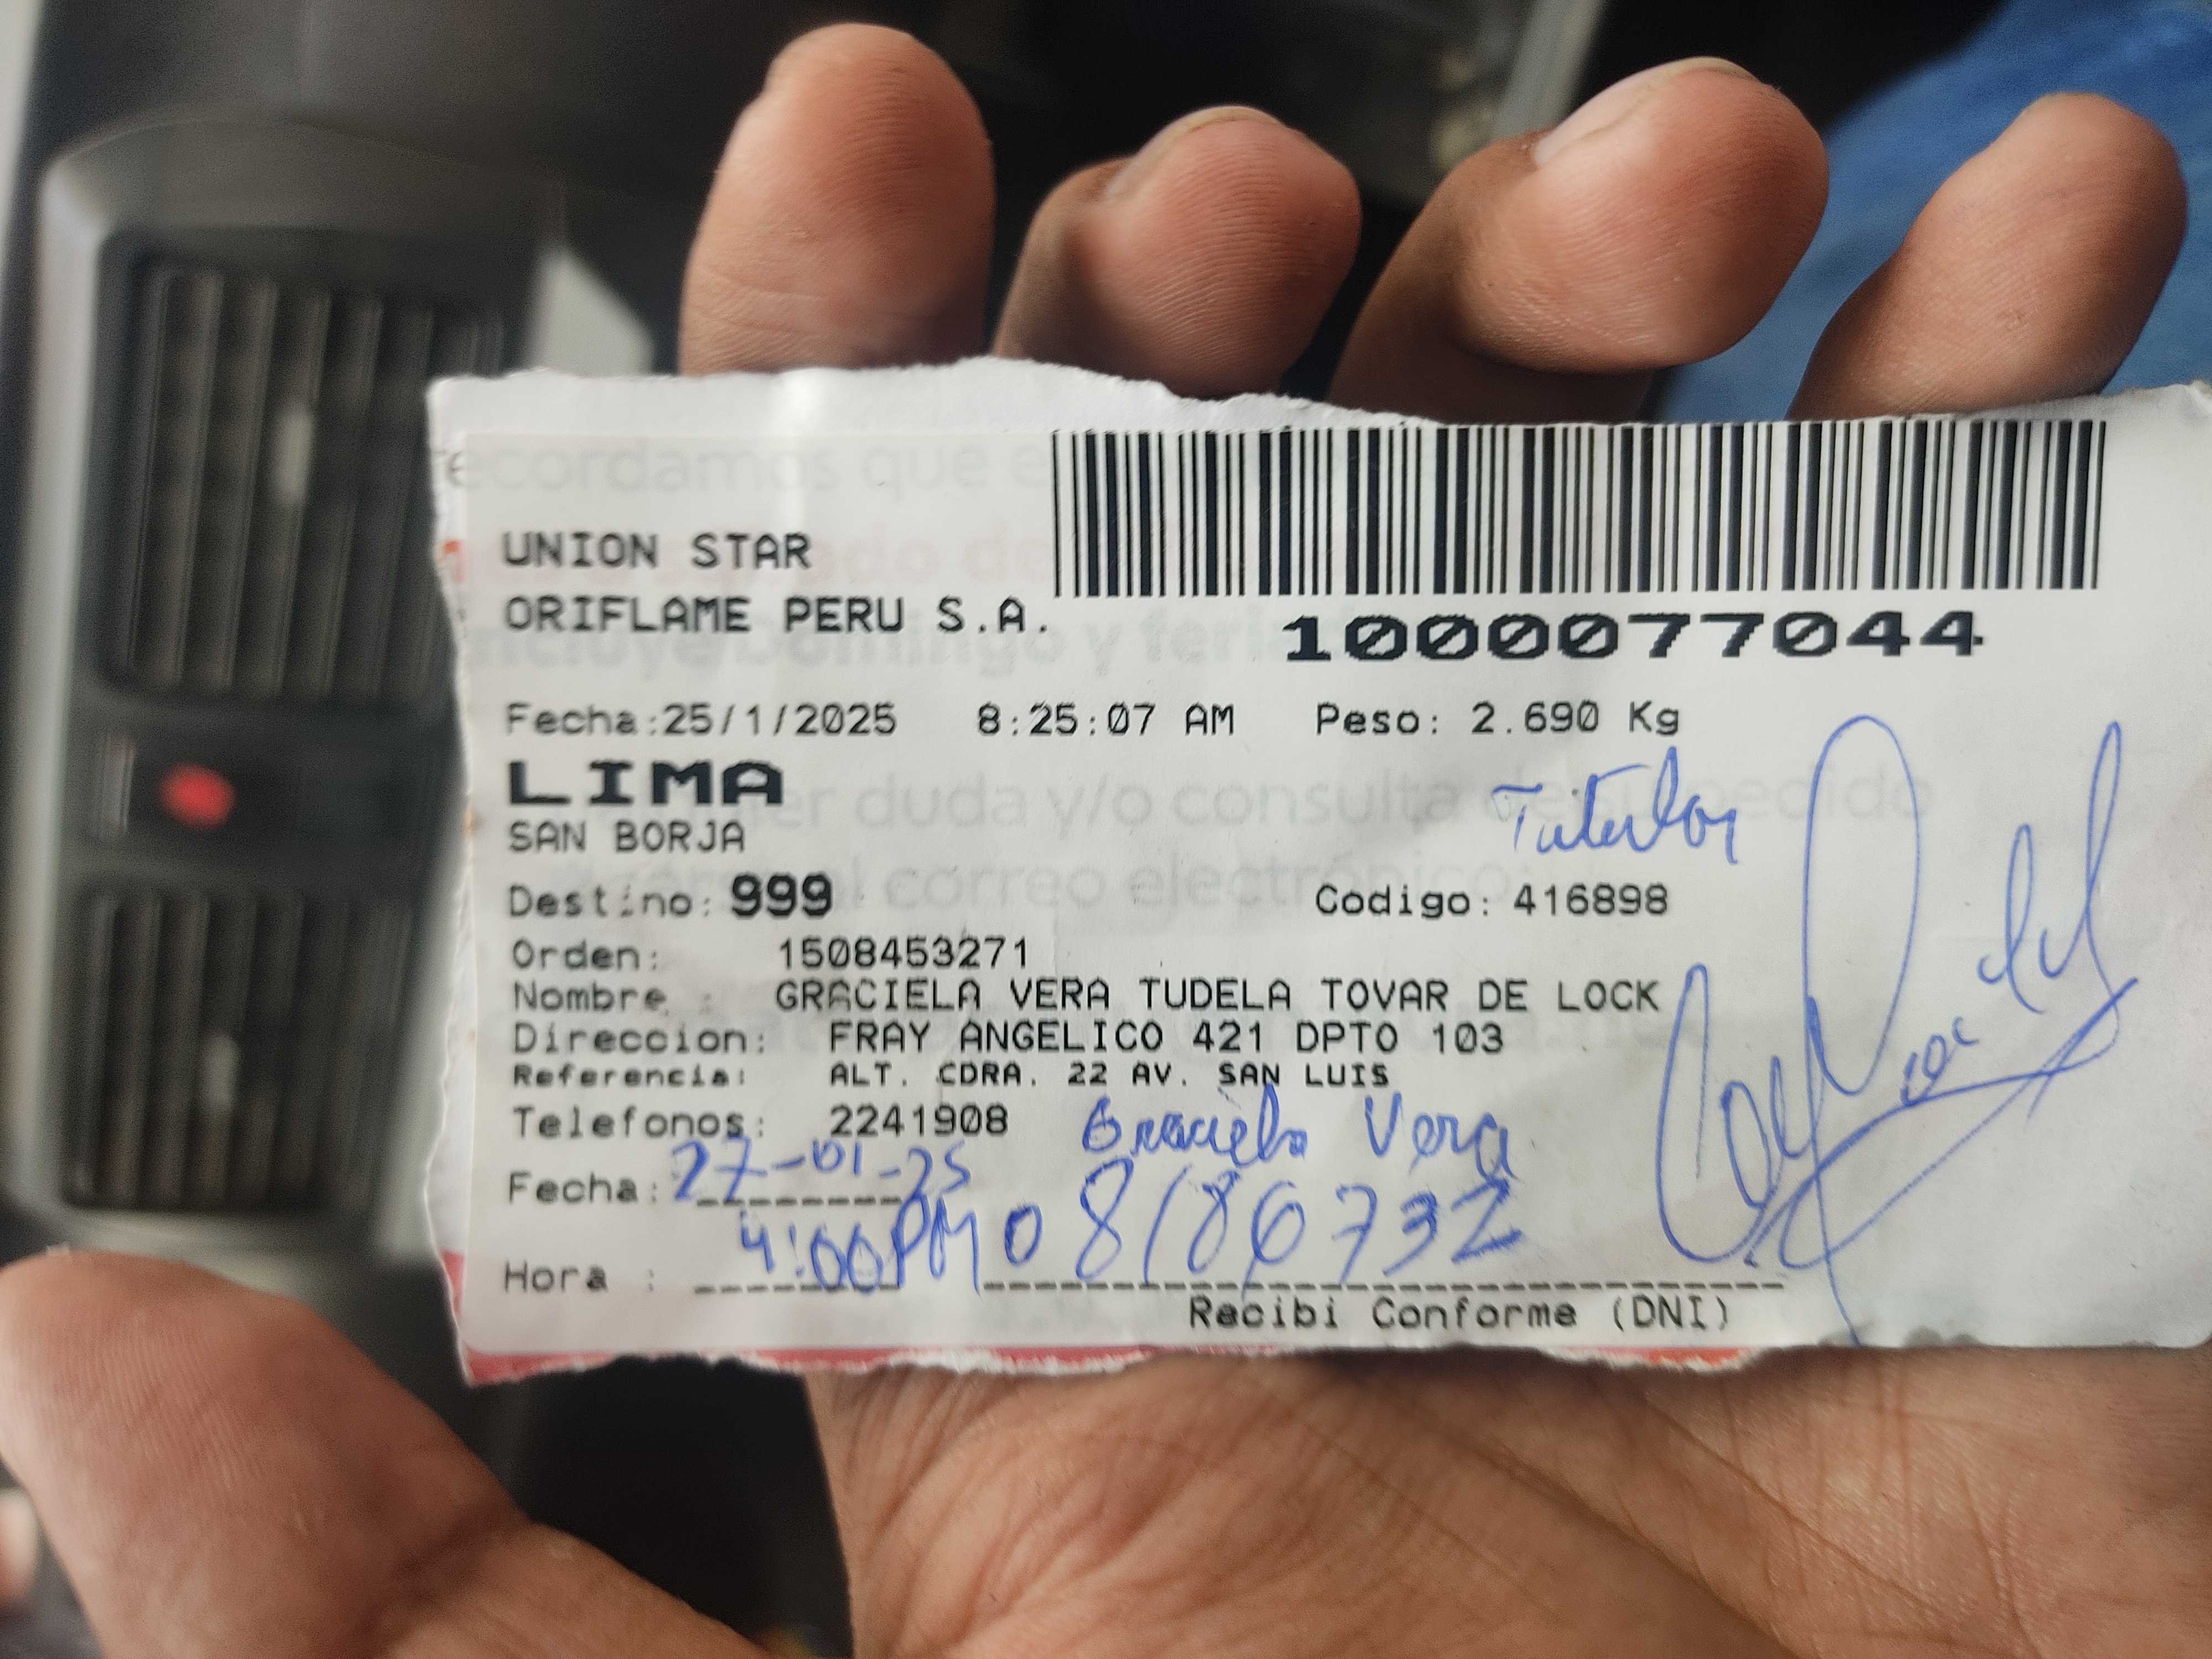 UNION STAR
ORIFLAME PERU S.A.
1000077044
Fecha:25/1/2025 8:25:07 AM Peso: 2.690 Kg
LIMA
Titular
SAN BORJA
Destino: 999 Codigo: 416898
Orden: 1508453271
Nombre : GRACIELA VERA TUDELA TOVAR DE LOCK
Direccion: FRAY ANGELICO 421 DPTO 103
Referencia: ALT. CDRA. 22 AV. SAN LUIS
Telefonos: 2241908 Graciela Vera
Fecha: 27-01-25
Hora : 4:00PM 08186732
Recibi Conforme (DNI)